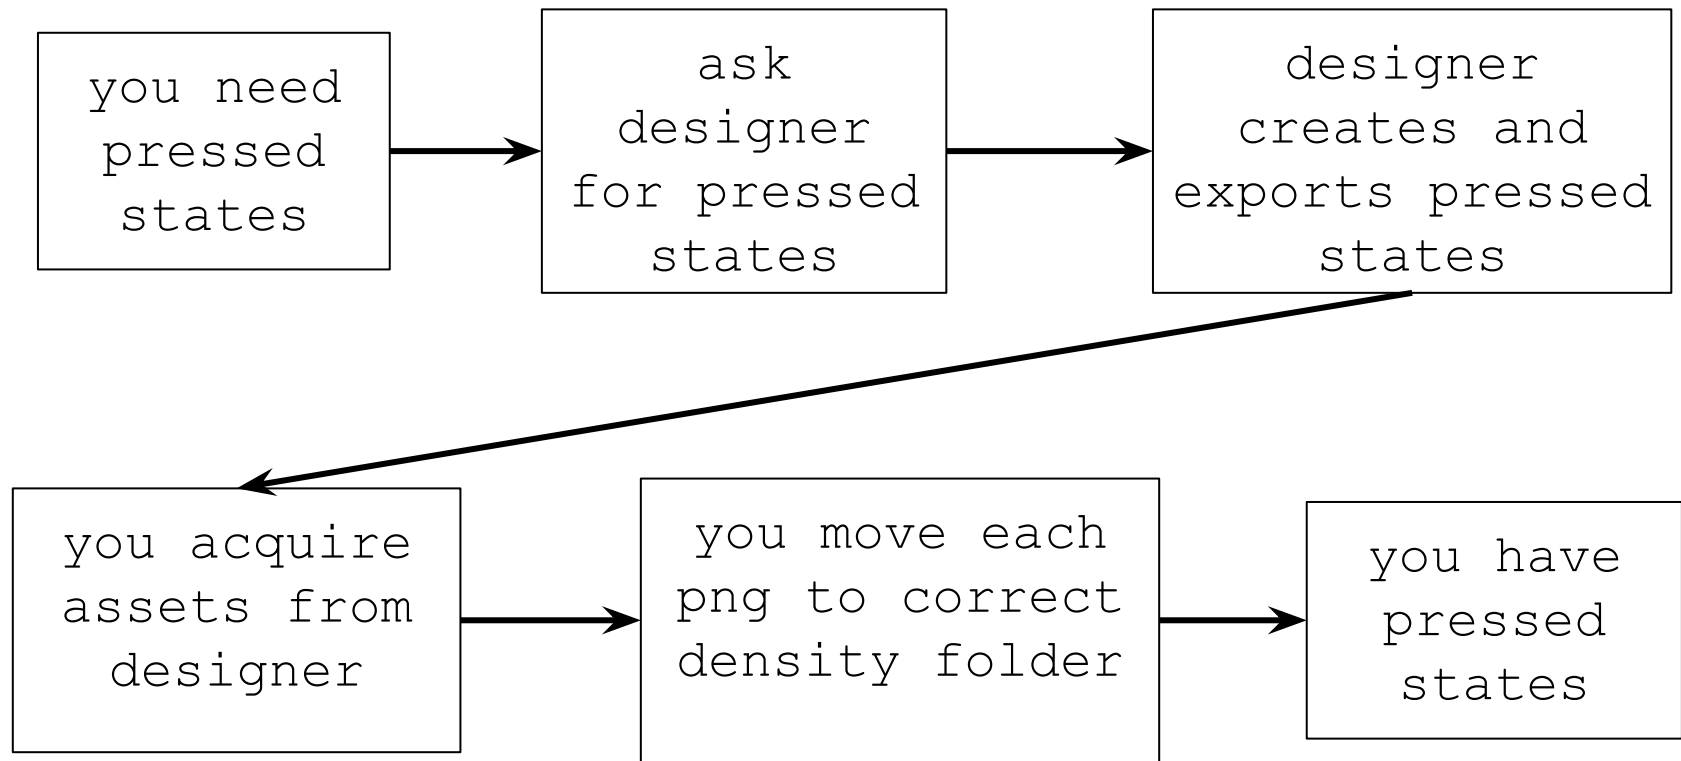 you need
pressed
states
ask
designer
for pressed
states
designer
creates and
exports pressed
states
you acquire
assets from
designer
you move each
png to correct
density folder
you have
pressed
states